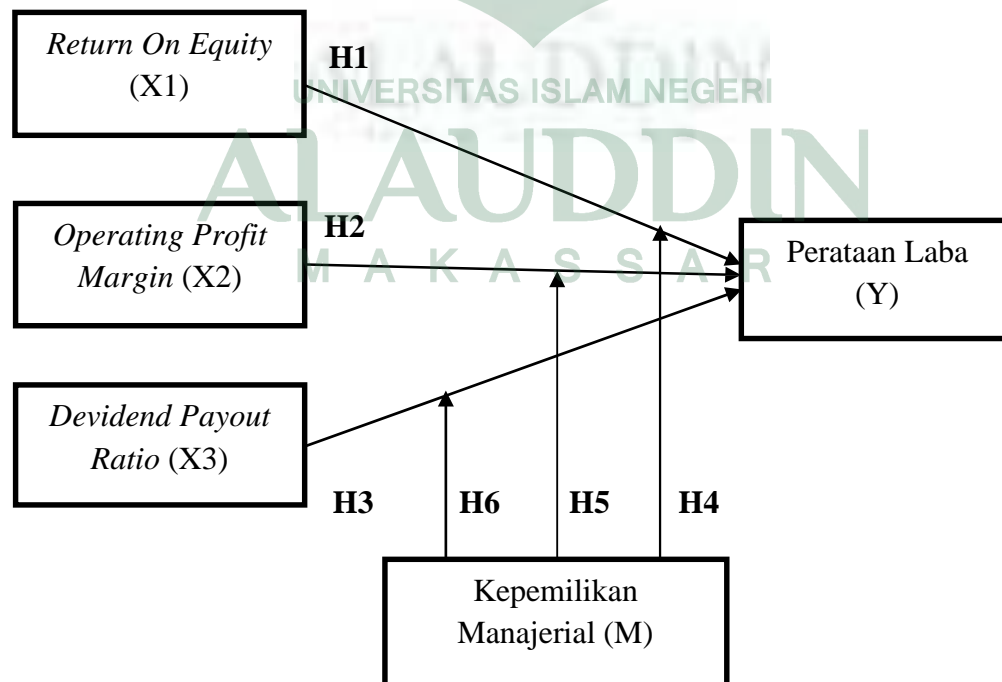 Return On Equity
(X1)
H1
UNIVERSITAS ISLAM NEGERI
ALAUDDIN
MAKASSAR
Operating Profit
Margin (X2)
H2
Perataan Laba
(Y)
Devidend Payout
Ratio (X3)
H3
H6
H5
H4
Kepemilikan
Manajerial (M)